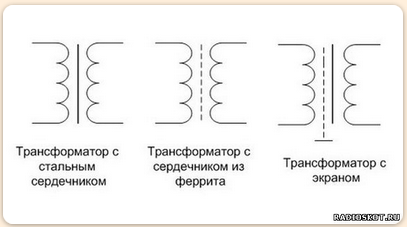 Трансформатор с
стальным
сердечником
Трансформатор с
сердечником из
феррита
Трансформатор с
экраном
RADIOSKOT.RU